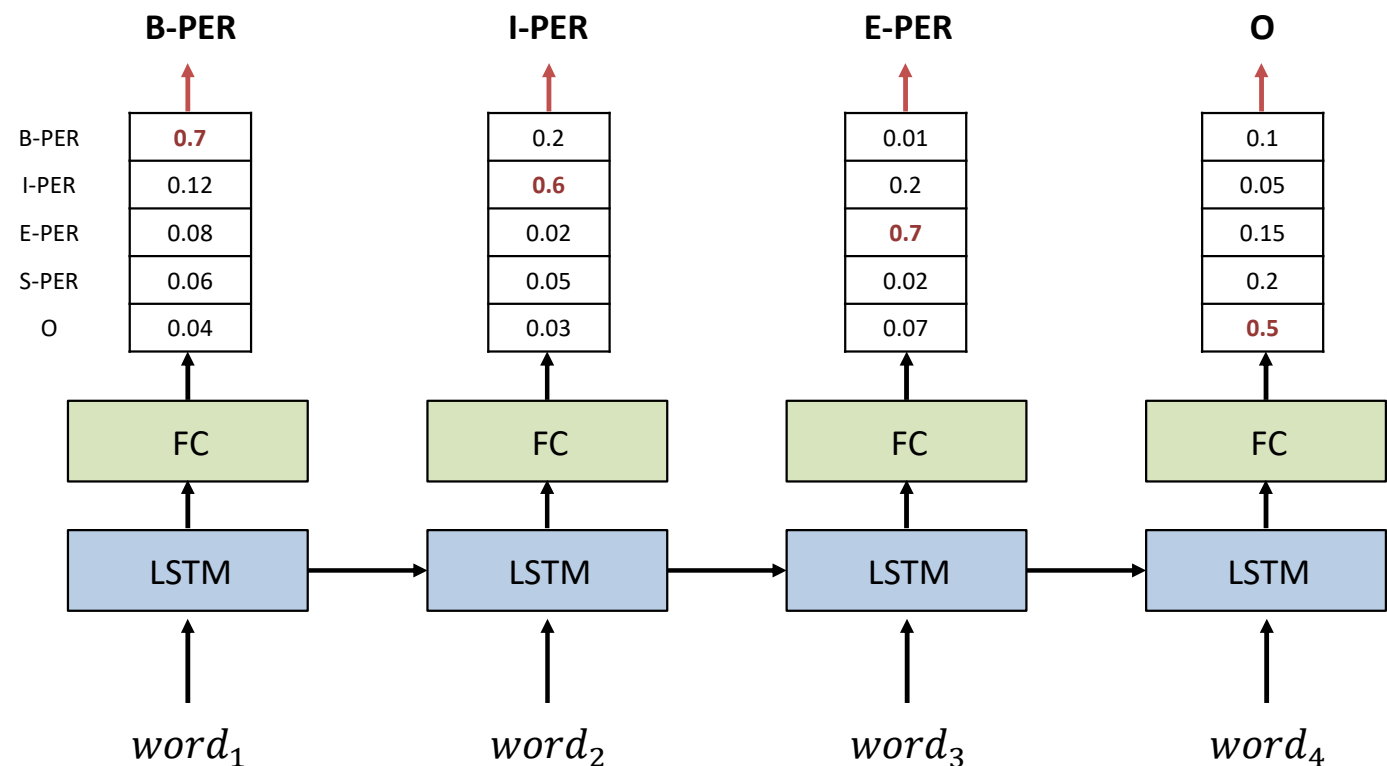 B-PER I-PER E-PER O
B-PER 0.7 0.2 0.01 0.1
I-PER 0.12 0.6 0.2 0.05
E-PER 0.08 0.02 0.7 0.15
S-PER 0.06 0.05 0.02 0.2
O 0.04 0.03 0.07 0.5
FC FC FC FC
LSTM LSTM LSTM LSTM
word₁ word₂ word₃ word₄